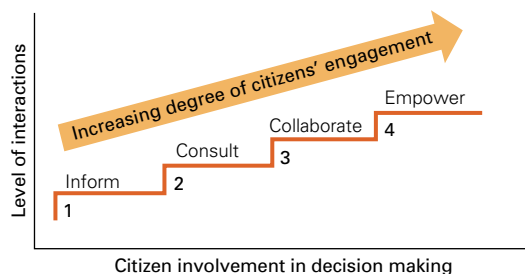 Level of interactions
Increasing degree of citizens’ engagement
Empower
4
Collaborate
3
Consult
2
Inform
1
Citizen involvement in decision making